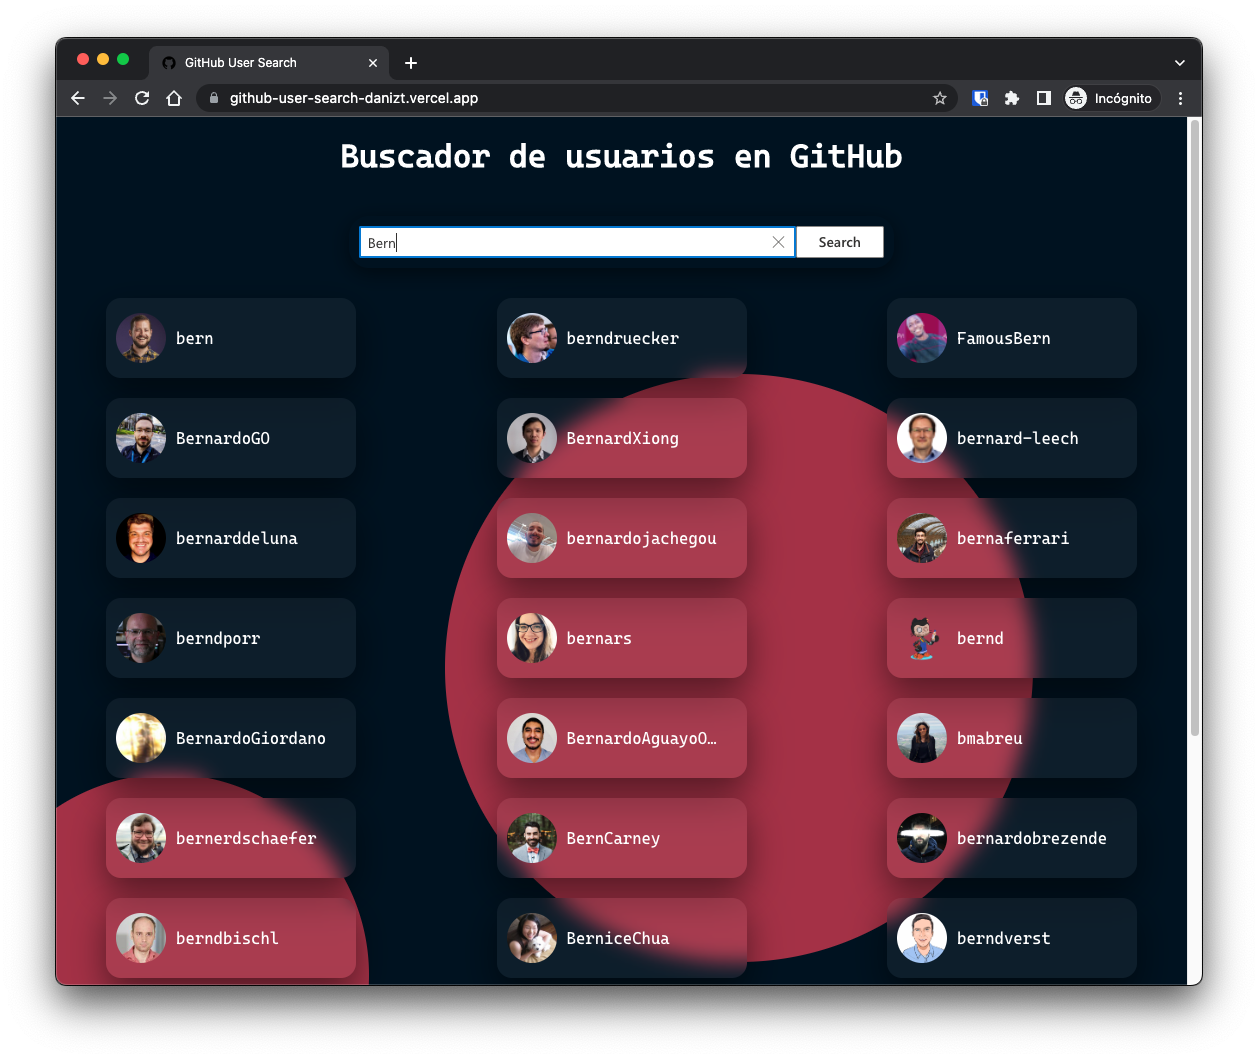 GitHub User Search
github-user-search-danizt.vercel.app
Incógnito
Buscador de usuarios en GitHub
Bern
Search
bern
berndruecker
FamousBern
BernardoGO
BernardXiong
bernard-leech
bernarddeluna
bernardojachegou
bernaferrari
berndporr
bernars
bernd
BernardoGiordano
BernardoAguayoO…
bmabreu
bernerdschaefer
BernCarney
bernardobrezende
berndbischl
BerniceChua
berndverst